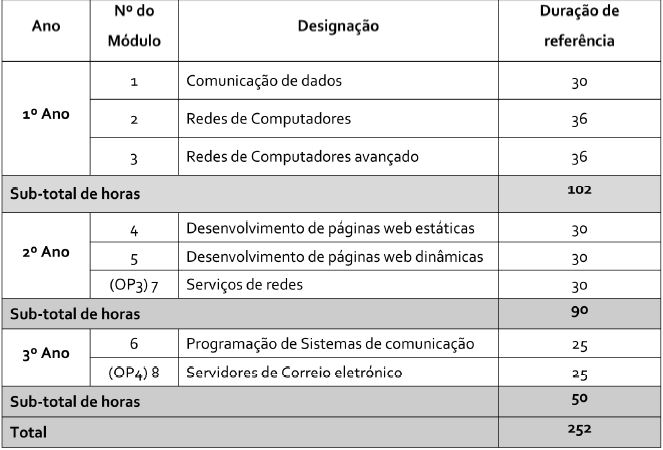 Ano Nº do Módulo Designação Duração de referência
1º Ano 1 Comunicação de dados 30
2 Redes de Computadores 36
3 Redes de Computadores avançado 36
Sub-total de horas 102
2º Ano 4 Desenvolvimento de páginas web estáticas 30
5 Desenvolvimento de páginas web dinâmicas 30
(OP3) 7 Serviços de redes 30
Sub-total de horas 90
3º Ano 6 Programação de Sistemas de comunicação 25
(OP4) 8 Servidores de Correio eletrónico 25
Sub-total de horas 50
Total 252